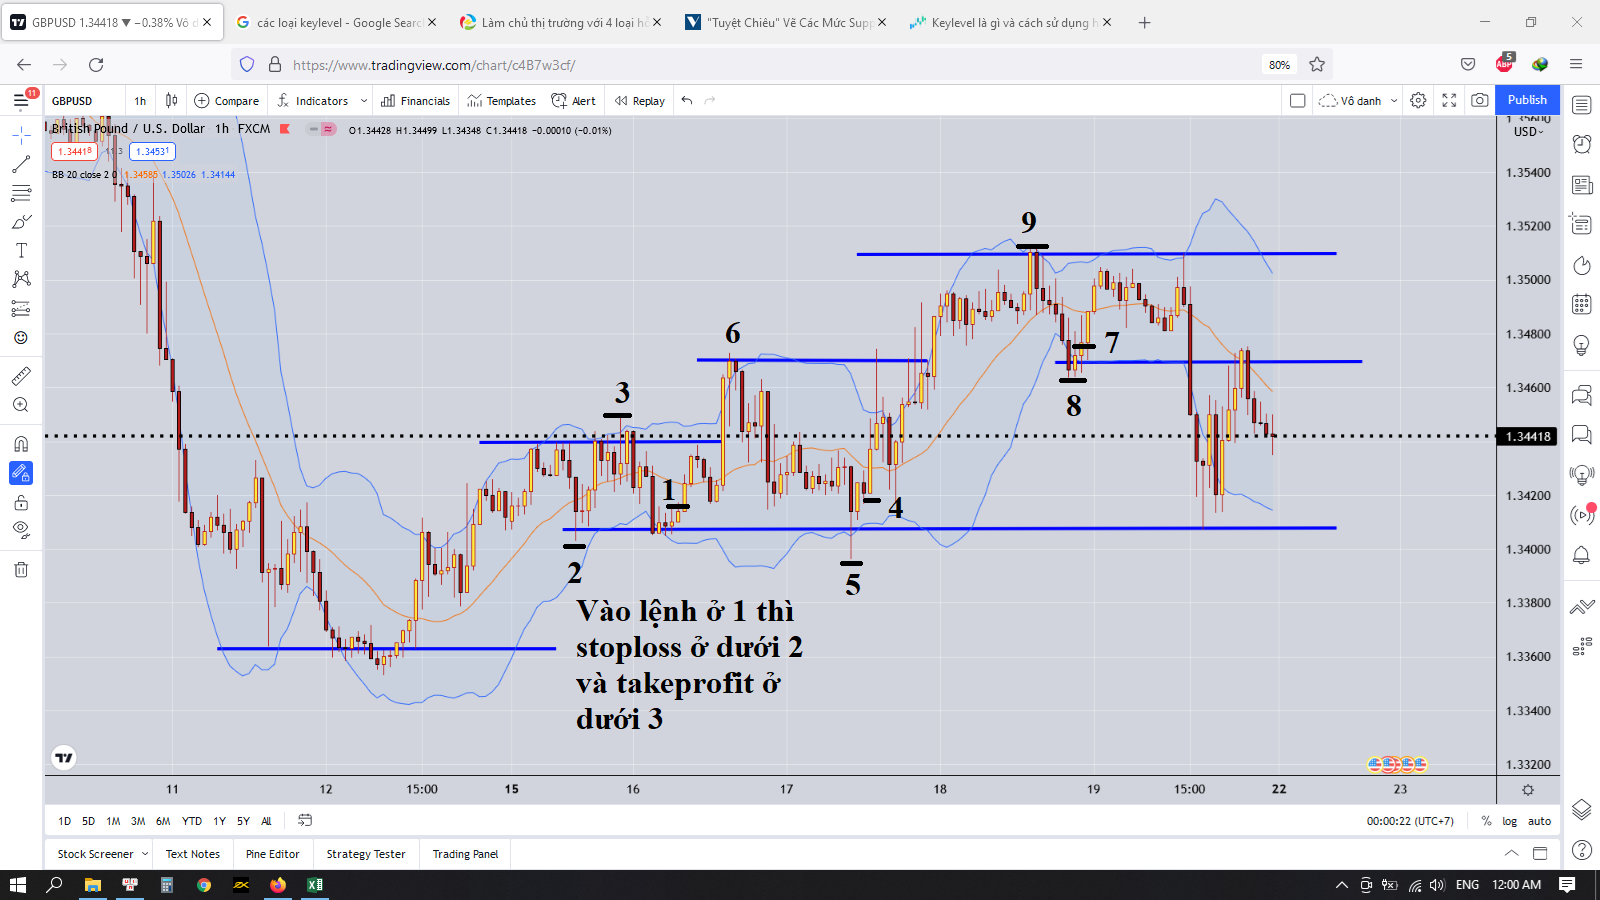 GBPUSD 1.34418 ▼ −0.38% Vô d
các loại keylevel - Google Searc
Làm chủ thị trường với 4 loại h
"Tuyệt Chiêu" Vẽ Các Mức Supp
Keylevel là gì và cách sử dụng h
https://www.tradingview.com/chart/c4B7w3cf/
80%
5
ABP
11
GBPUSD
1h
Compare
Indicators
Financials
Templates
Alert
Replay
Vô danh
Publish
British Pound / U.S. Dollar 1h FXCM
O1.34428 H1.34499 L1.34348 C1.34418 −0.00010 (−0.01%)
1.34418
11.3
1.34531
BB 20 close 2 0 1.34585 1.35026 1.34144
1.35600
USD
1.35400
1.35200
1.35000
1.34800
1.34600
1.34418
1.34200
1.34000
1.33800
1.33600
1.33400
1.33200
9
6
7
3
8
1
4
2
5
Vào lệnh ở 1 thì
stoploss ở dưới 2
và takeprofit ở
dưới 3
11
12
15:00
15
16
17
18
19
15:00
22
23
1D
5D
1M
3M
6M
YTD
1Y
5Y
All
00:00:22 (UTC+7)
%
log
auto
Stock Screener
Text Notes
Pine Editor
Strategy Tester
Trading Panel
ENG
12:00 AM